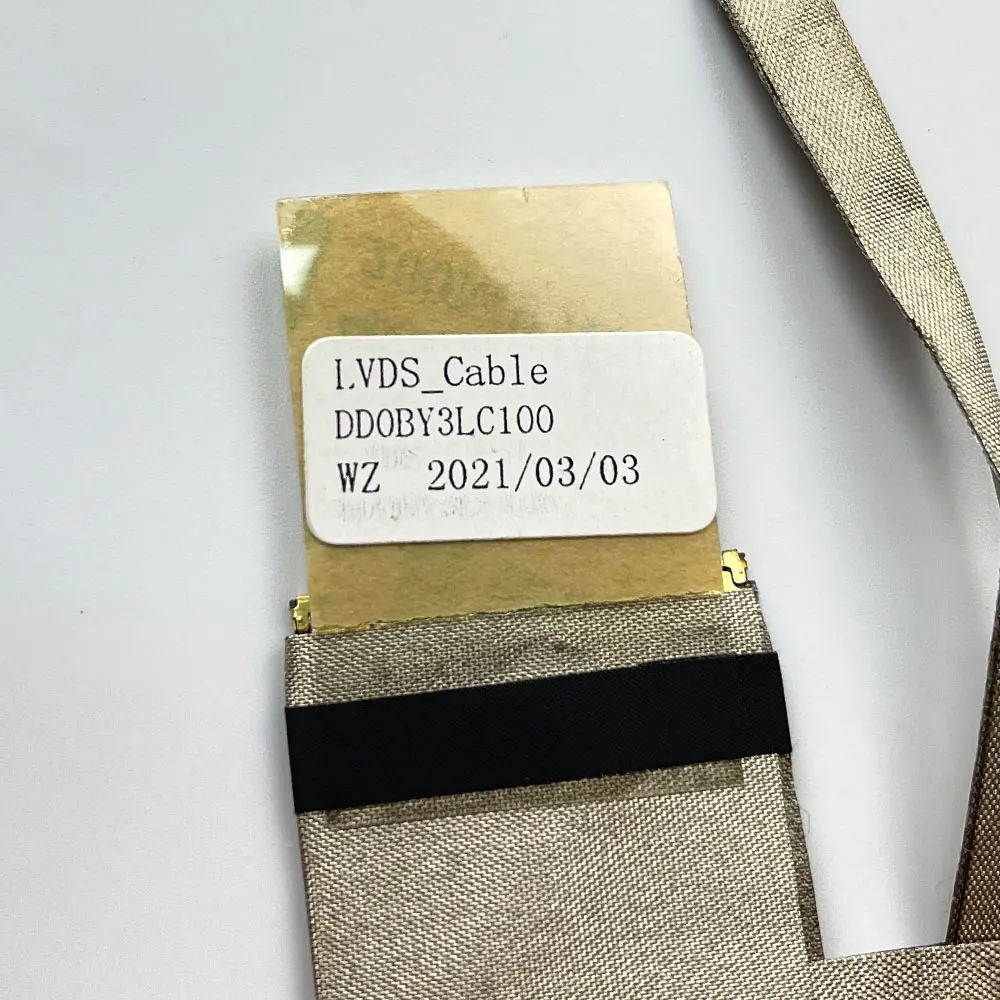 LVDS_Cable
DD0BY3LC100
WZ 2021/03/03